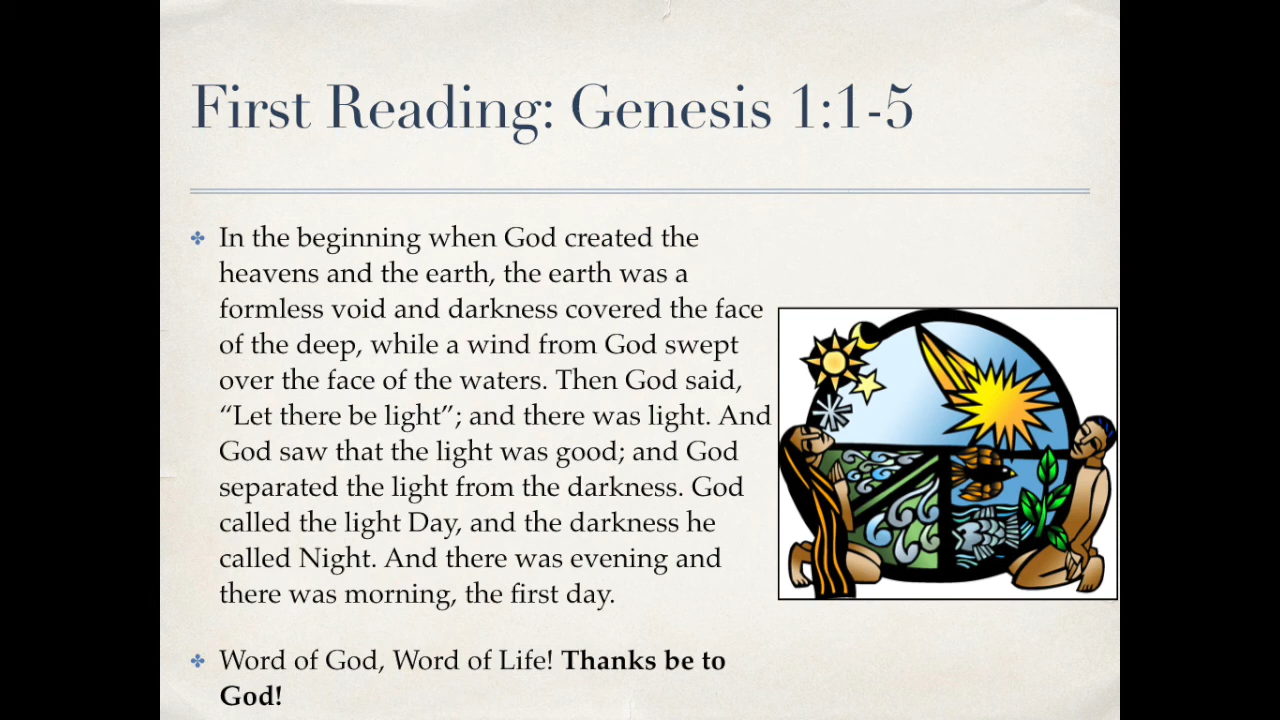 First Reading: Genesis 1:1-5
In the beginning when God created the
heavens and the earth, the earth was a
formless void and darkness covered the face
of the deep, while a wind from God swept
over the face of the waters. Then God said,
“Let there be light”; and there was light. And
God saw that the light was good; and God
separated the light from the darkness. God
called the light Day, and the darkness he
called Night. And there was evening and
there was morning, the first day.
Word of God, Word of Life! Thanks be to
God!